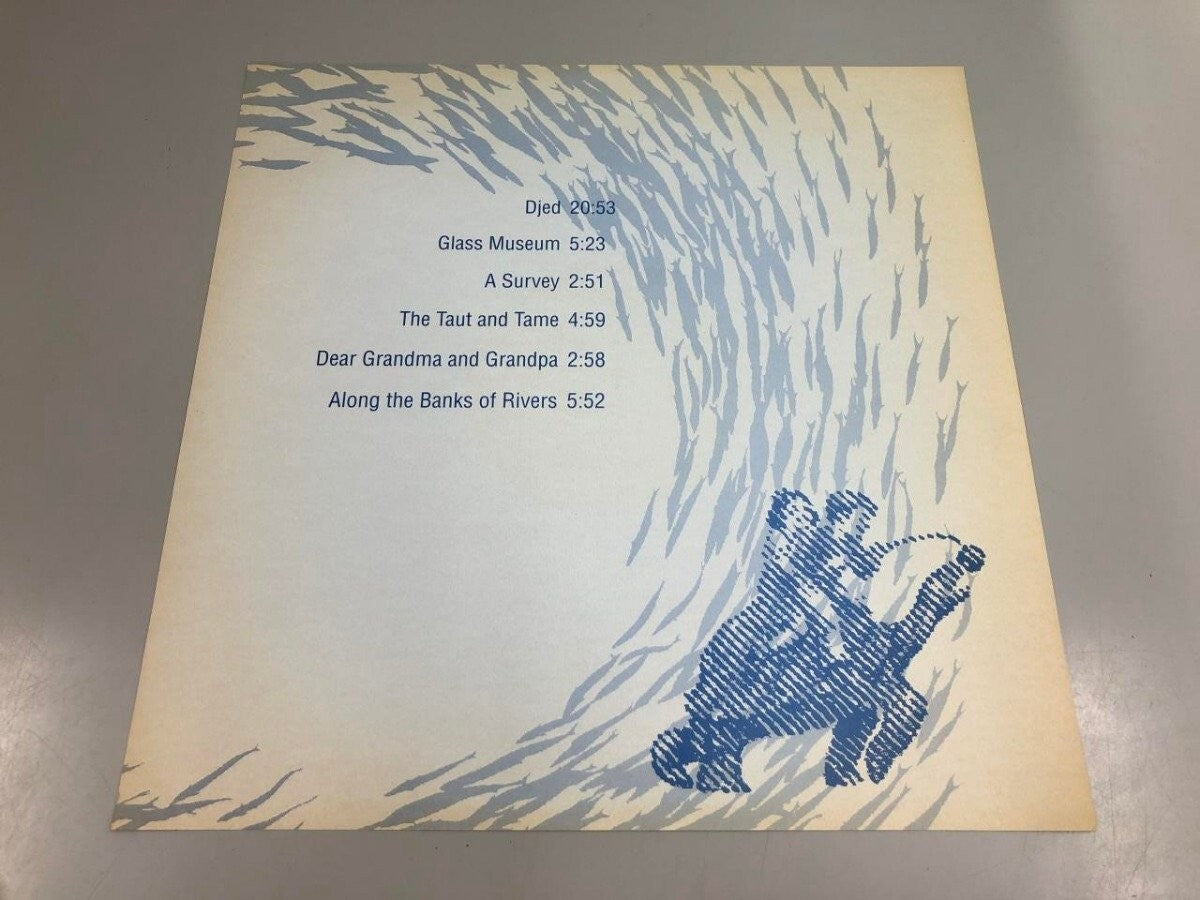 Djed 20:53
Glass Museum 5:23
A Survey 2:51
The Taut and Tame 4:59
Dear Grandma and Grandpa 2:58
Along the Banks of Rivers 5:52